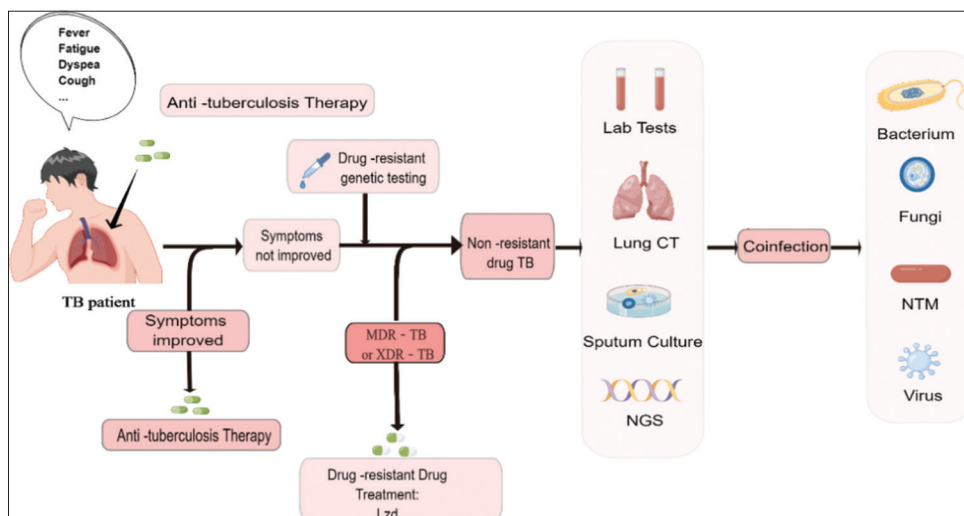 Fever
Fatigue
Dyspea
Cough
...
Anti -tuberculosis Therapy
TB patient
Symptoms
improved
Anti -tuberculosis Therapy
Symptoms
not improved
Drug -resistant
genetic testing
MDR - TB
or XDR - TB
Drug -resistant Drug
Treatment:
Lzd
Non -resistant
drug TB
Lab Tests
Lung CT
Sputum Culture
NGS
Coinfection
Bacterium
Fungi
NTM
Virus